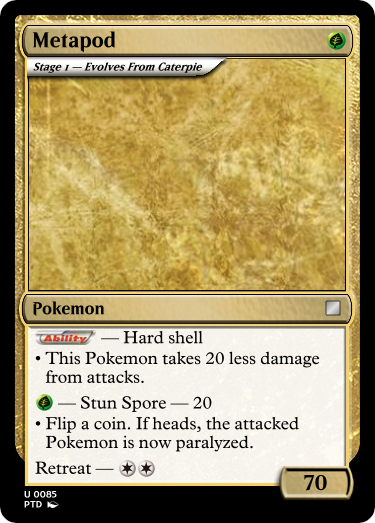 Metapod
Stage 1 — Evolves From Caterpie
Pokemon
Ability — Hard shell
• This Pokemon takes 20 less damage
from attacks.
— Stun Spore — 20
• Flip a coin. If heads, the attacked
Pokemon is now paralyzed.
Retreat —
70
U 0085
PTD